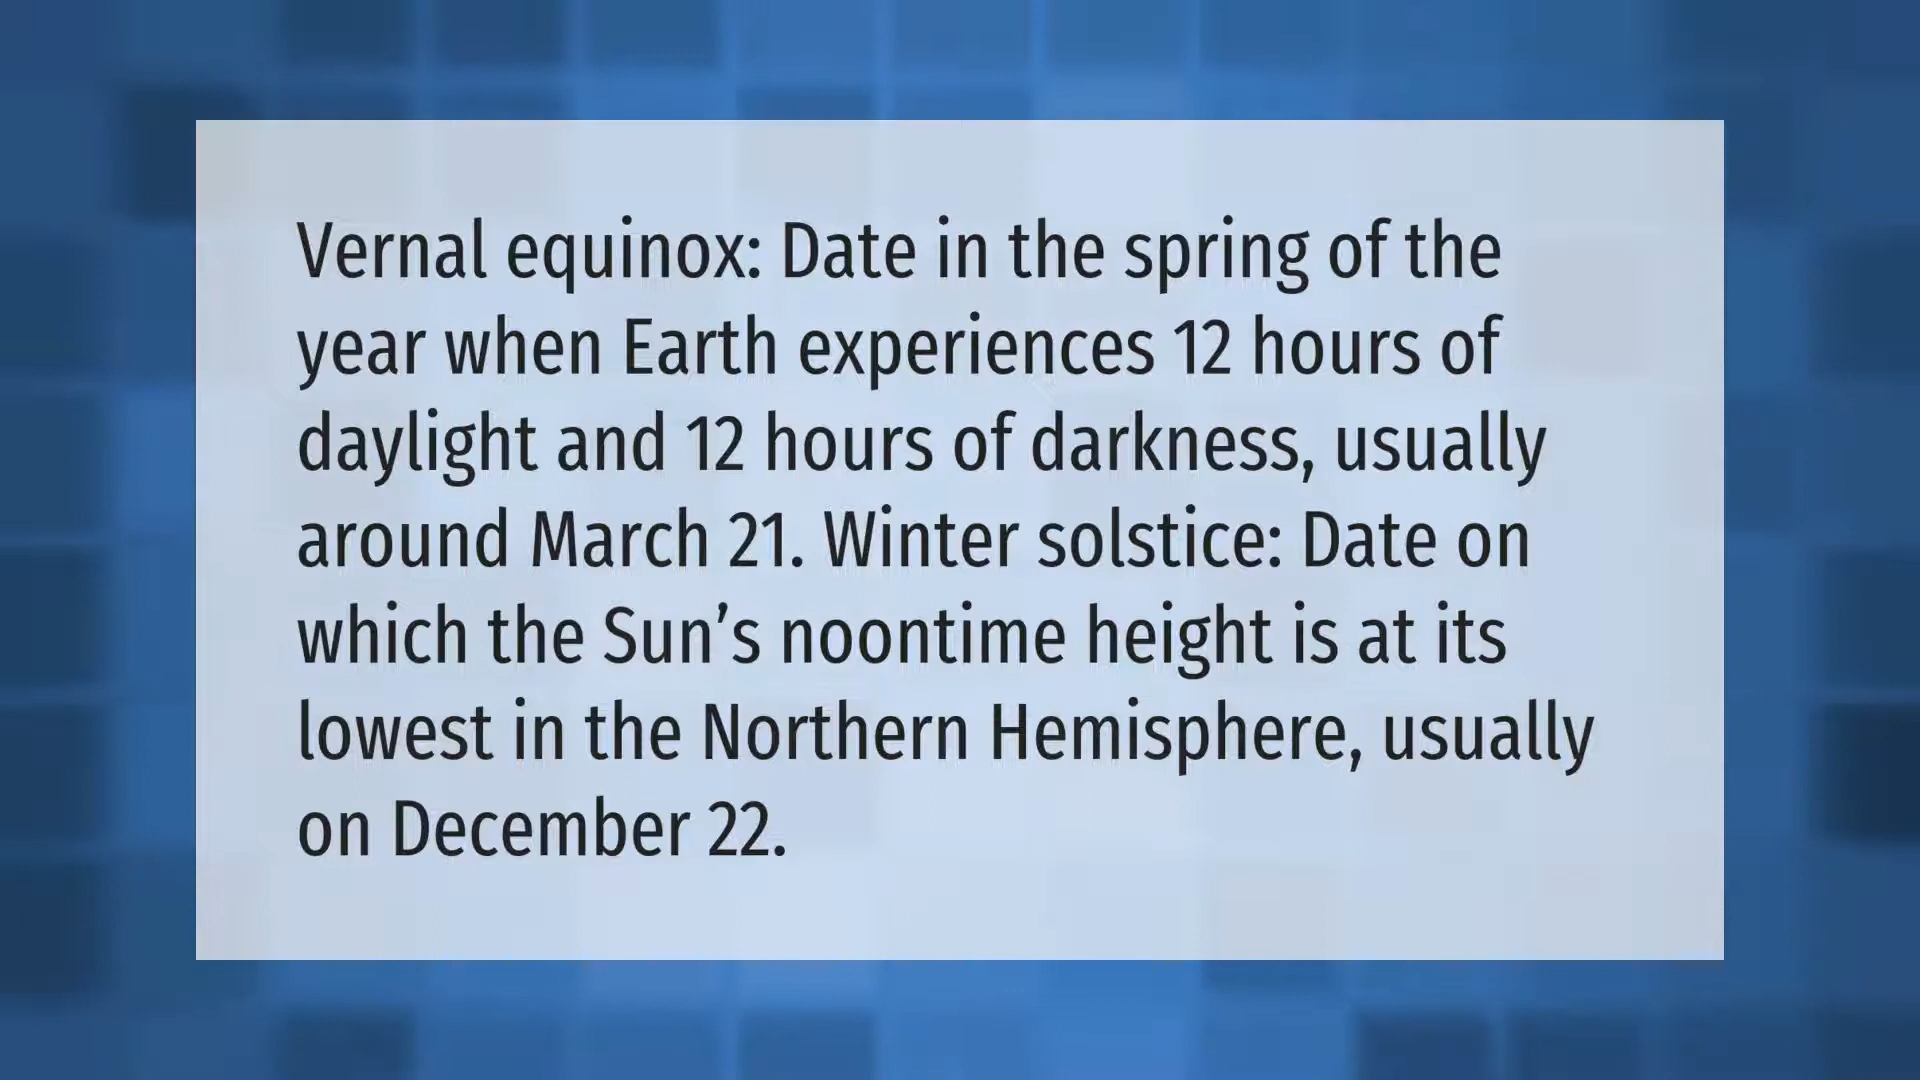 Vernal equinox: Date in the spring of the
year when Earth experiences 12 hours of
daylight and 12 hours of darkness, usually
around March 21. Winter solstice: Date on
which the Sun’s noontime height is at its
lowest in the Northern Hemisphere, usually
on December 22.